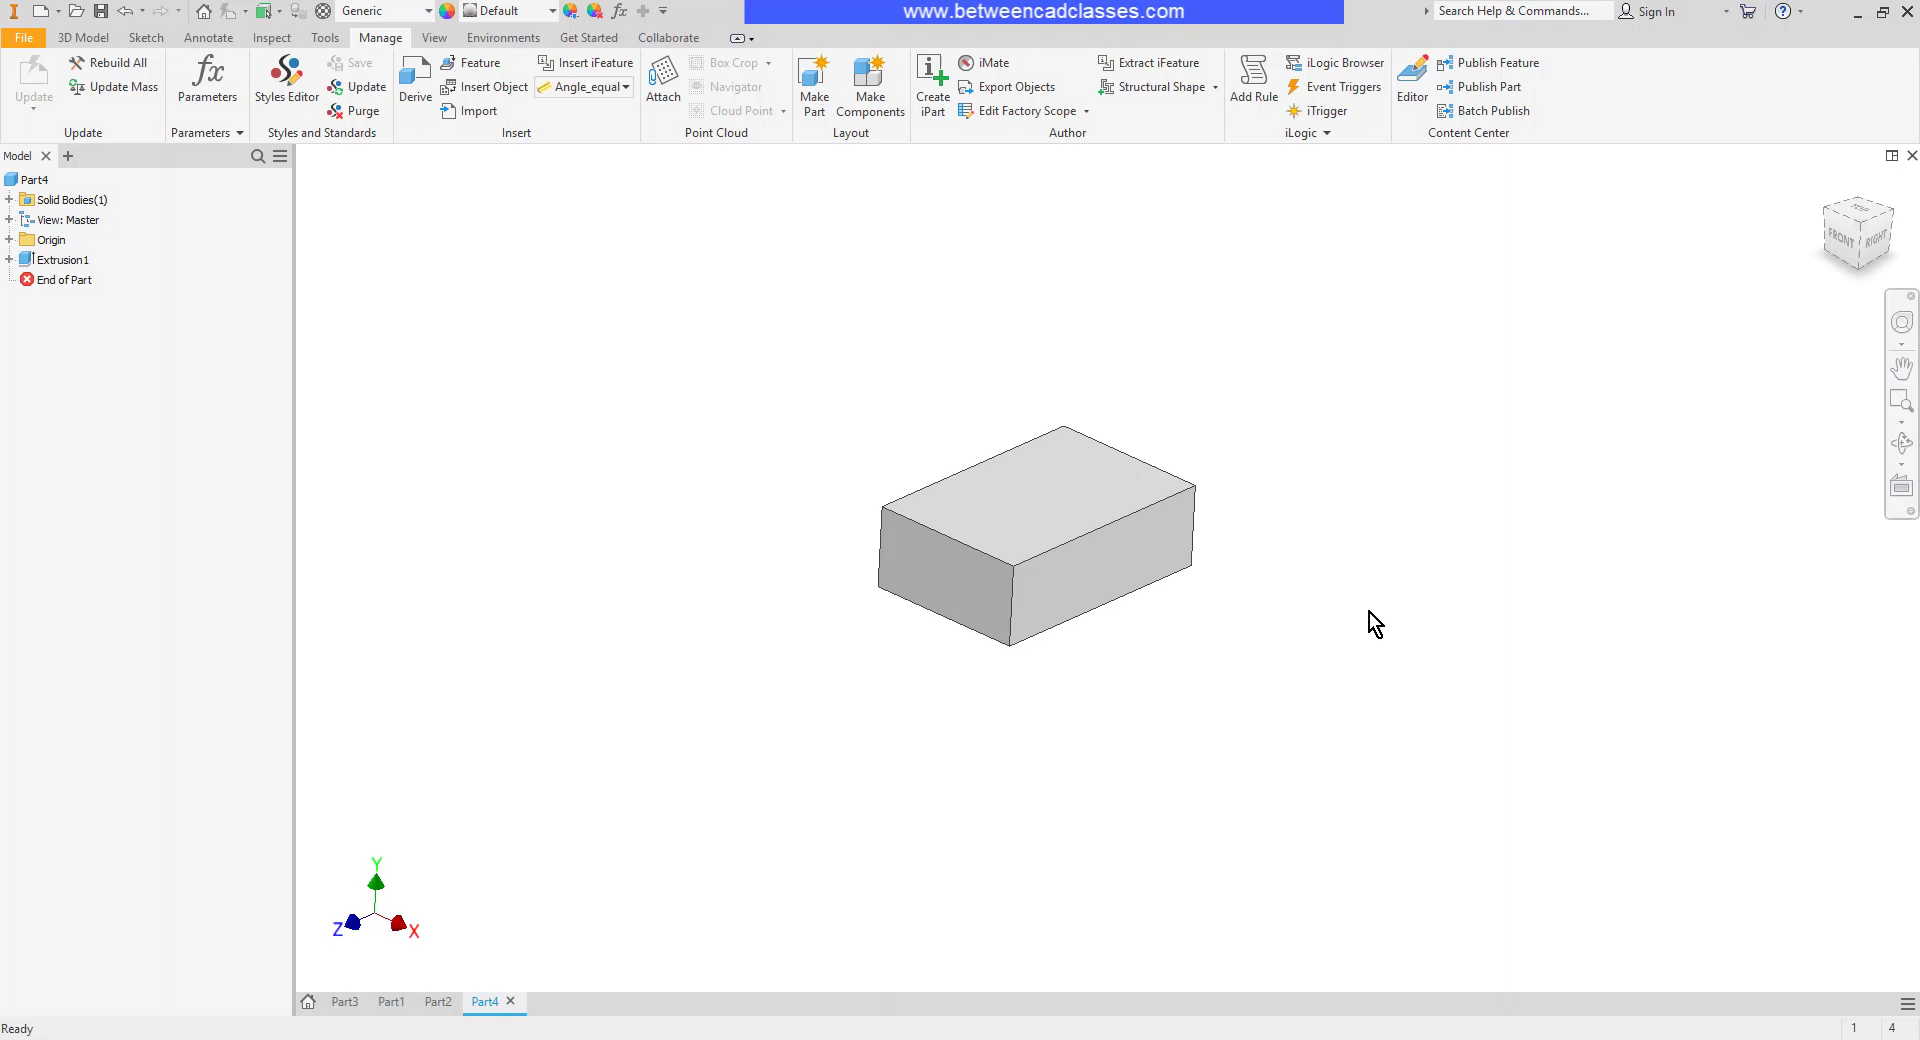 Generic
Default
www.betweencadclasses.com
Search Help & Commands...
Sign In
File 3D Model Sketch Annotate Inspect Tools Manage View Environments Get Started Collaborate
Update
Rebuild All
Update Mass
Update
Parameters
Parameters
Styles Editor
Save
Update
Purge
Styles and Standards
Derive
Feature
Insert Object
Import
Insert iFeature
Angle_equal
Insert
Attach
Box Crop
Navigator
Cloud Point
Point Cloud
Make
Part
Make
Components
Layout
Create
iPart
iMate
Export Objects
Edit Factory Scope
Extract iFeature
Structural Shape
Author
Add Rule
iLogic Browser
Event Triggers
iTrigger
iLogic
Editor
Publish Feature
Publish Part
Batch Publish
Content Center
Model
Part4
Solid Bodies(1)
View: Master
Origin
Extrusion1
End of Part
TOP
FRONT
RIGHT
Y
Z
X
Part3 Part1 Part2 Part4
Ready
1 4